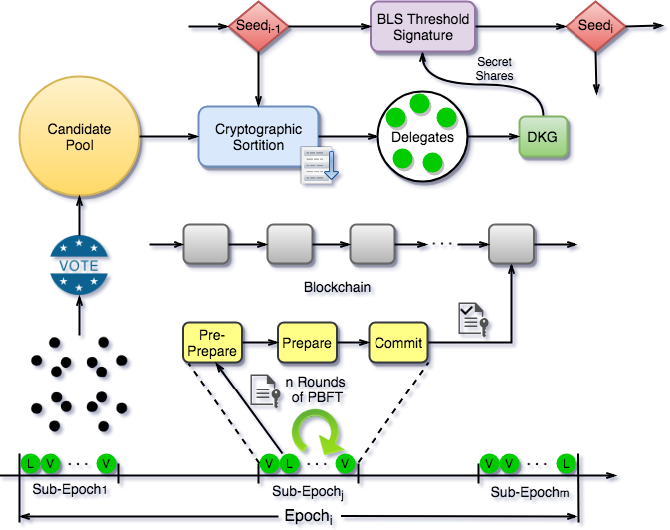 Seedi-1
BLS Threshold
Signature
Seedi
Secret
Shares
Candidate
Pool
Cryptographic
Sortition
Delegates
DKG
VOTE
Blockchain
Pre-
Prepare
Prepare
Commit
n Rounds
of PBFT
L V ··· V
V L ··· V
V V ··· L
Sub-Epoch1
Sub-Epochj
Sub-Epochm
Epochi